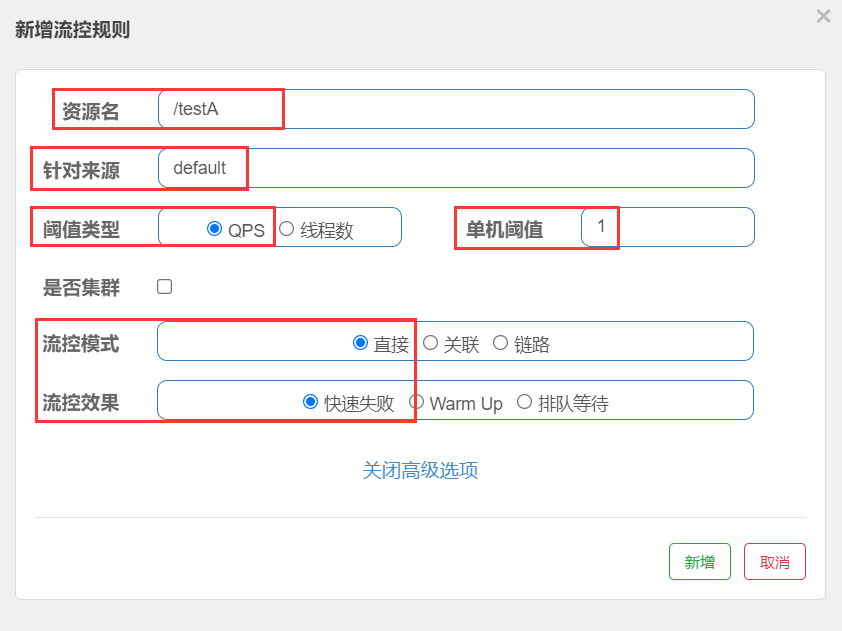 新增流控规则
×
资源名 /testA
针对来源 default
阈值类型 QPS 线程数 单机阈值 1
是否集群
流控模式 直接 关联 链路
流控效果 快速失败 Warm Up 排队等待
关闭高级选项
新增 取消